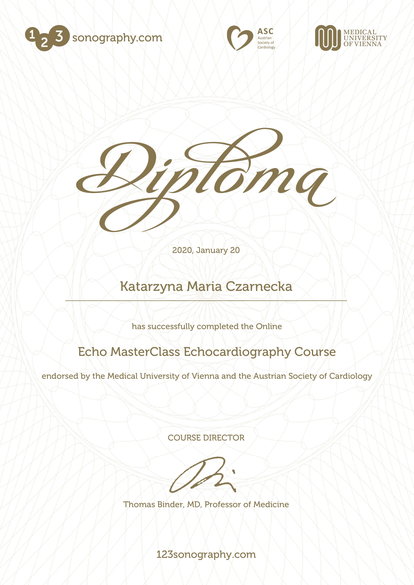 123 sonography.com
ASC
Austrian
Society of
Cardiology
MEDICAL
UNIVERSITY
OF VIENNA
Diploma
2020, January 20
Katarzyna Maria Czarnecka
has successfully completed the Online
Echo MasterClass Echocardiography Course
endorsed by the Medical University of Vienna and the Austrian Society of Cardiology
COURSE DIRECTOR
Thomas Binder, MD, Professor of Medicine
123sonography.com